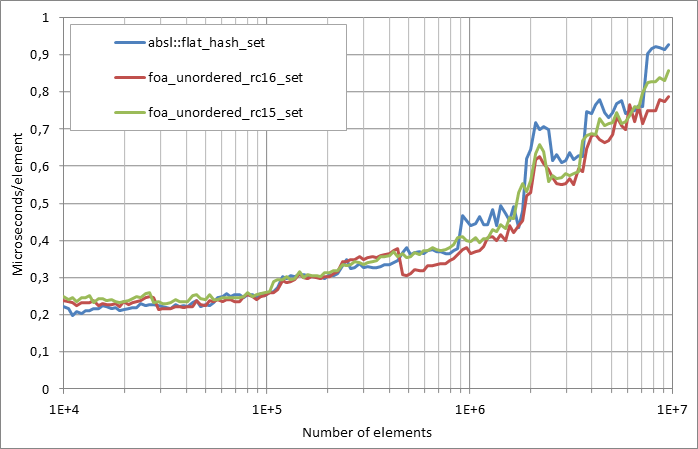 1
0,9
0,8
0,7
0,6
0,5
0,4
0,3
0,2
0,1
0
Microseconds/element
absl::flat_hash_set
foa_unordered_rc16_set
foa_unordered_rc15_set
1E+4 1E+5 1E+6 1E+7
Number of elements